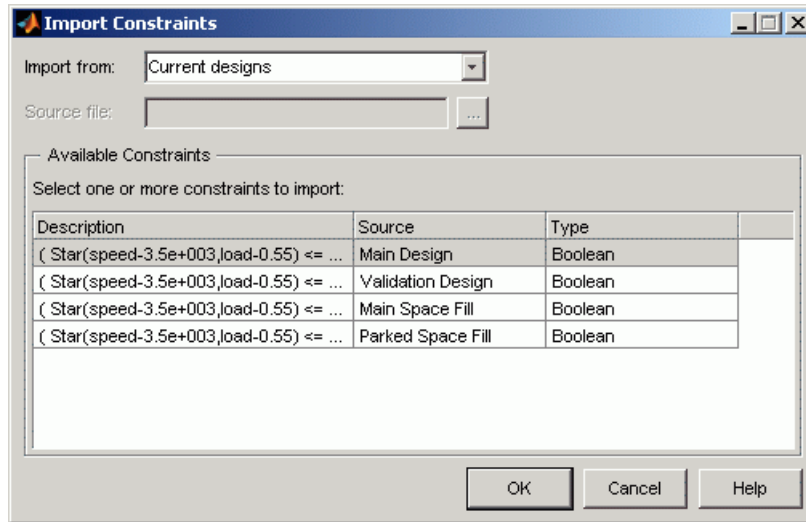 Import Constraints
Import from: Current designs
Source file: ...
Available Constraints
Select one or more constraints to import:
Description Source Type
( Star(speed-3.5e+003,load-0.55) <= ... Main Design Boolean
( Star(speed-3.5e+003,load-0.55) <= ... Validation Design Boolean
( Star(speed-3.5e+003,load-0.55) <= ... Main Space Fill Boolean
( Star(speed-3.5e+003,load-0.55) <= ... Parked Space Fill Boolean
OK Cancel Help